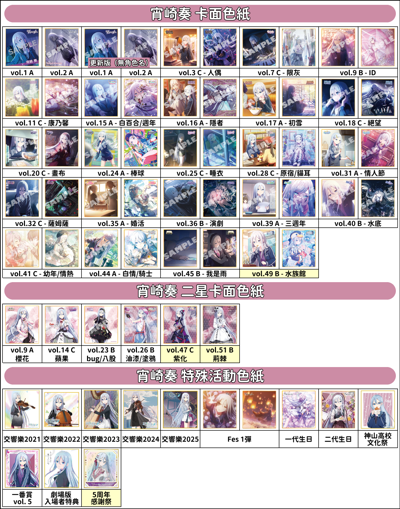 宵崎奏 卡面色紙
更新版（無角色名）
vol.1 A vol.2 A vol.1 A vol.2 A vol.3 C - 人偶 vol.7 C - 限灰 vol.9 B - ID
vol.11 C - 康乃馨 vol.15 A - 白百合/週年 vol.16 A - 隱者 vol.17 A - 初雪 vol.18 C - 絕望
vol.20 C - 畫布 vol.24 A - 棒球 vol.25 C - 睡衣 vol.28 C - 原宿/貓耳 vol.31 A - 情人節
vol.32 C - 薩姆薩 vol.35 A - 婚活 vol.36 B - 演劇 vol.39 A - 三週年 vol.40 B - 水底
vol.41 C - 幼年/情熱 vol.44 A - 白情/騎士 vol.45 B - 我是雨 vol.49 B - 水族館
宵崎奏 二星卡面色紙
vol.9 A vol.14 C vol.23 B vol.26 B vol.47 C vol.51 B
櫻花 蘋果 bug/八股 油漆/塗鴉 紫化 荊棘
宵崎奏 特殊活動色紙
交響樂2021 交響樂2022 交響樂2023 交響樂2024 交響樂2025 Fes 1彈 一代生日 二代生日 神山高校
文化祭
一番賞 劇場版 5周年
vol. 5 入場者特典 感謝祭